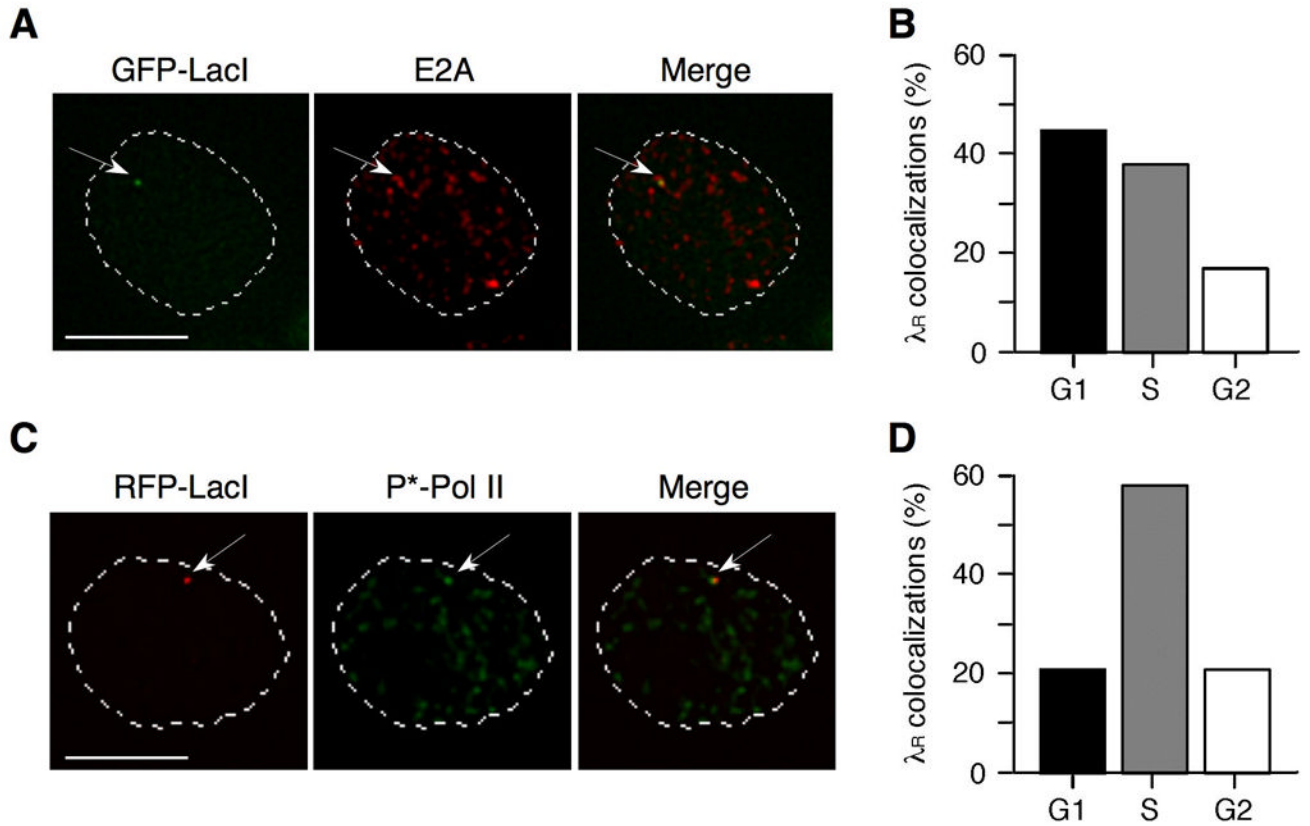 A
GFP-LacI
E2A
Merge
B
60
40
20
0
λR colocalizations (%)
G1
S
G2
C
RFP-LacI
P*-Pol II
Merge
D
60
40
20
0
λR colocalizations (%)
G1
S
G2